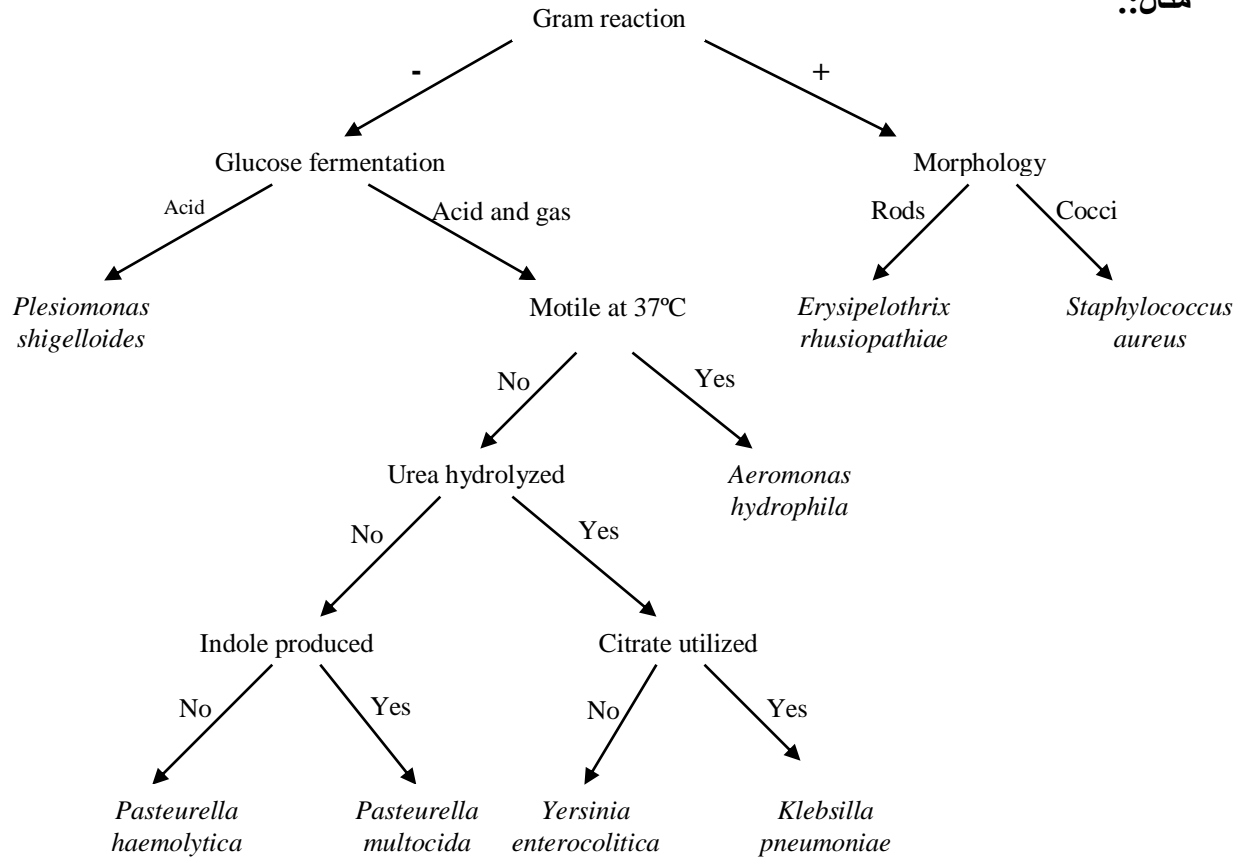 مثال:.
Gram reaction
- +
Glucose fermentation Morphology
Acid Acid and gas Rods Cocci
Plesiomonas Motile at 37ºC Erysipelothrix Staphylococcus
shigelloides rhusiopathiae aureus
No Yes
Urea hydrolyzed Aeromonas
hydrophila
No Yes
Indole produced Citrate utilized
No Yes No Yes
Pasteurella Pasteurella Yersinia Klebsilla
haemolytica multocida enterocolitica pneumoniae